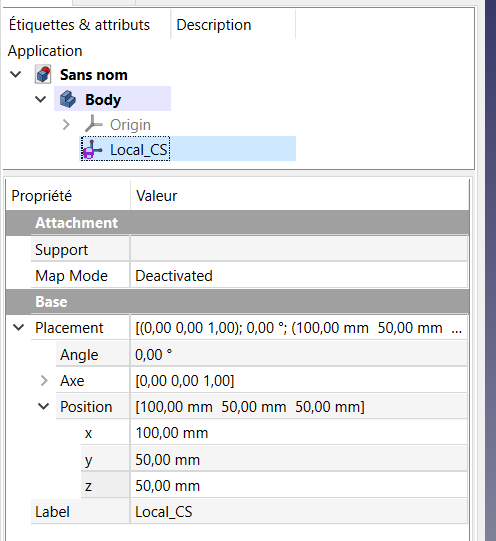 Étiquettes & attributs Description
Application
Sans nom
Body
Origin
Local_CS
Propriété Valeur
Attachment
Support
Map Mode Deactivated
Base
Placement [(0,00 0,00 1,00); 0,00 °; (100,00 mm 50,00 mm ...
Angle 0,00 °
Axe [0,00 0,00 1,00]
Position [100,00 mm 50,00 mm 50,00 mm]
x 100,00 mm
y 50,00 mm
z 50,00 mm
Label Local_CS